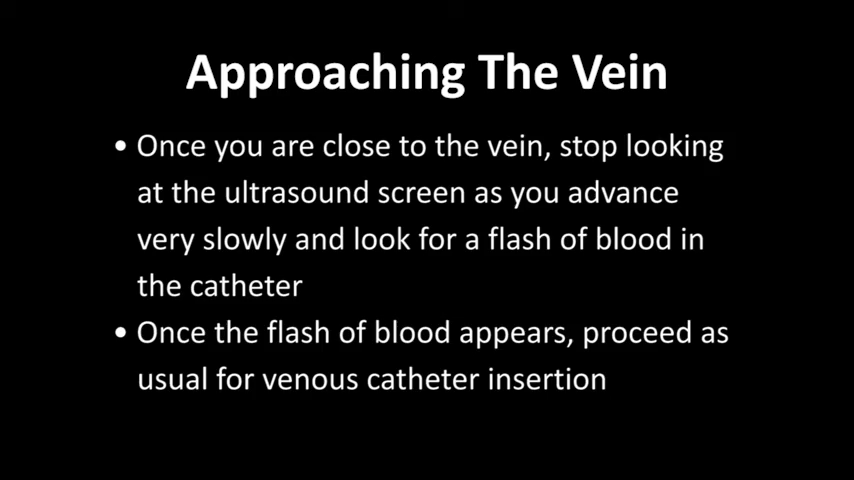 Approaching The Vein
• Once you are close to the vein, stop looking
at the ultrasound screen as you advance
very slowly and look for a flash of blood in
the catheter
• Once the flash of blood appears, proceed as
usual for venous catheter insertion